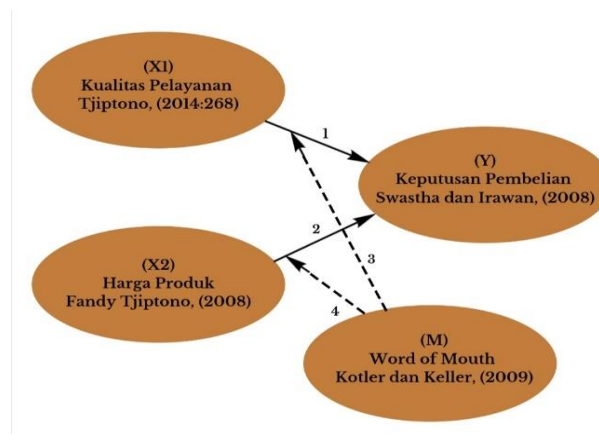 (X1)
Kualitas Pelayanan
Tjiptono, (2014:268)
1
(Y)
Keputusan Pembelian
Swastha dan Irawan, (2008)
2
(X2)
Harga Produk
Fandy Tjiptono, (2008)
3
4
(M)
Word of Mouth
Kotler dan Keller, (2009)